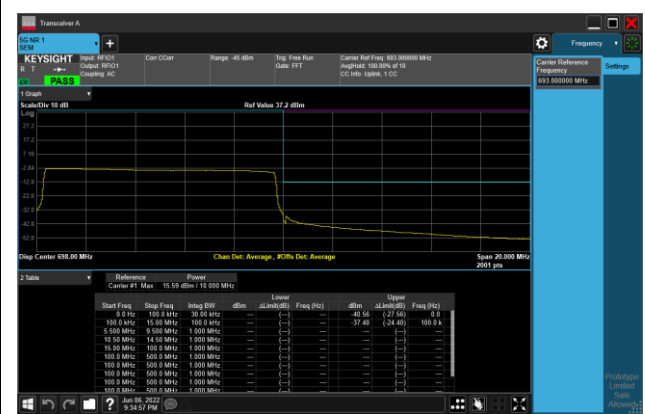 Transceiver A
5G NR 1
SEM
Frequency
KEYSIGHT
R T
PASS
Input: RFIO1
Output: RFIO1
Coupling: AC
Corr CCorr
Range: -45 dBm
Trig: Free Run
Gate: FFT
Carrier Ref Freq: 693.000000 MHz
Avg|Hold: 100.00% of 10
CC Info: Uplink, 1 CC
Carrier Reference
Frequency
693.000000 MHz
Settings
1 Graph
Scale/Div 10 dB
Ref Value 37.2 dBm
Log
27.2
17.2
7.16
-2.84
-12.8
-22.8
-32.8
-42.8
-52.8
Disp Center 698.00 MHz
Chan Det: Average , #Offs Det: Average
Span 20.000 MHz
2001 pts
2 Table
Reference Power
Carrier #1 Max 15.59 dBm / 10.000 MHz
Lower Upper
Start Freq Stop Freq Integ BW dBm ΔLimit(dB) Freq (Hz) dBm ΔLimit(dB) Freq (Hz)
0.0 Hz 100.0 kHz 30.00 kHz --- (---) --- -40.56 (-27.56) 0.0
100.0 kHz 15.00 MHz 100.0 kHz --- (---) --- -37.40 (-24.40) 100.0 k
5.500 MHz 9.500 MHz 1.000 MHz --- (---) --- --- (---) ---
10.50 MHz 14.50 MHz 1.000 MHz --- (---) --- --- (---) ---
15.00 MHz 100.0 MHz 1.000 MHz --- (---) --- --- (---) ---
100.0 MHz 500.0 MHz 1.000 MHz --- (---) --- --- (---) ---
100.0 MHz 500.0 MHz 1.000 MHz --- (---) --- --- (---) ---
100.0 MHz 500.0 MHz 1.000 MHz --- (---) --- --- (---) ---
100.0 MHz 500.0 MHz 1.000 MHz --- (---) --- --- (---) ---
Prototype
Limited
Sale
Allowed
Jun 06, 2022
9:34:57 PM